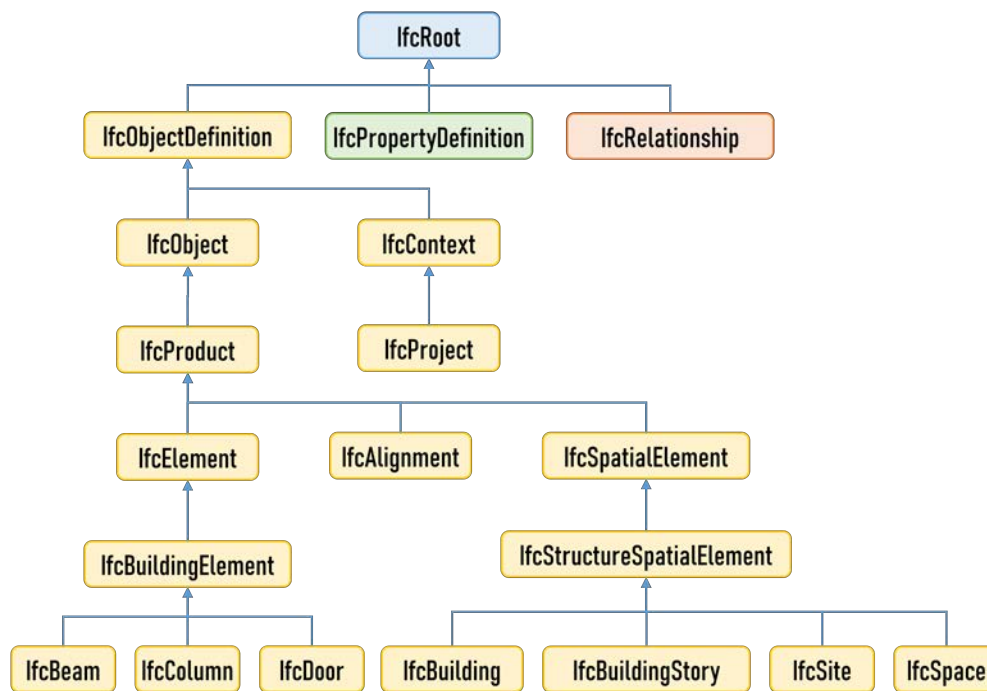 IfcRoot
IfcObjectDefinition
IfcPropertyDefinition
IfcRelationship
IfcObject
IfcContext
IfcProduct
IfcProject
IfcElement
IfcAlignment
IfcSpatialElement
IfcBuildingElement
IfcStructureSpatialElement
IfcBeam
IfcColumn
IfcDoor
IfcBuilding
IfcBuildingStory
IfcSite
IfcSpace